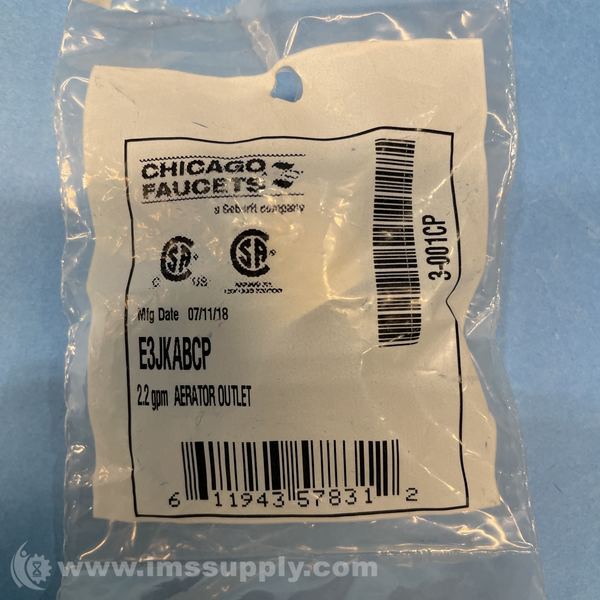 CHICAGO
FAUCETS
a Geberit company
C US
Mfg Date 07/11/18
E3JKABCP
2.2 gpm AERATOR OUTLET
6 11943 57831 2
3-001CP
www.imssupply.com